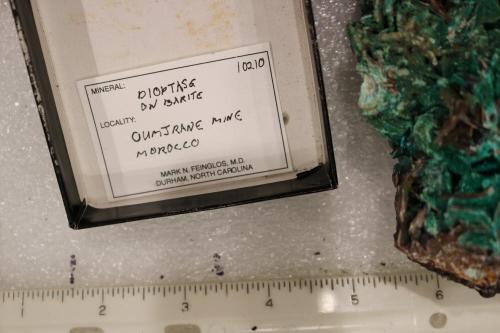 MINERAL: DIOPTASE 10210
ON BARITE
LOCALITY: OUMJRANE MINE
MOROCCO
MARK N. FEINGLOS, M.D.
DURHAM, NORTH CAROLINA
1 2 3 4 5 6